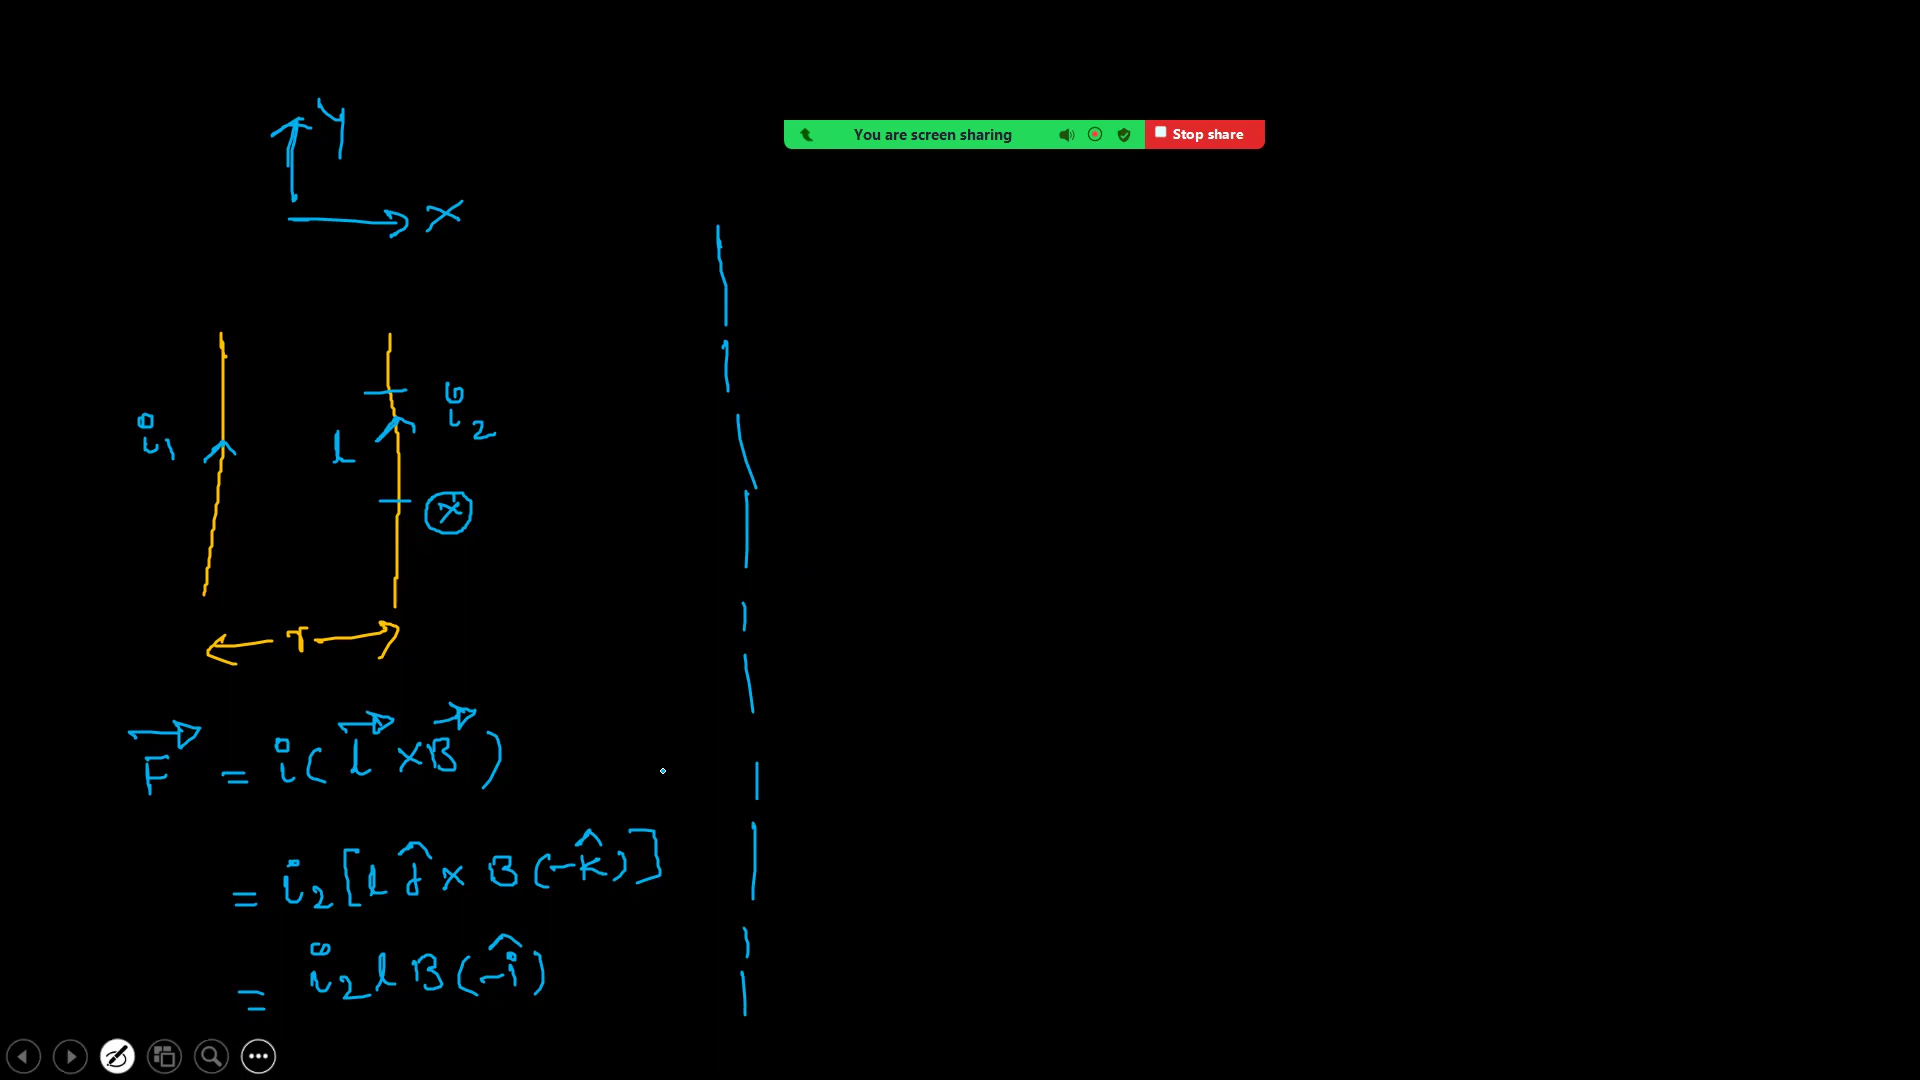 Y
X
You are screen sharing
Stop share
i₁
l
i₂
x
r
F⃗ = i( l⃗ × B⃗ )
= i₂[ l ĵ × B (-k̂) ]
= i₂ l B (-î)